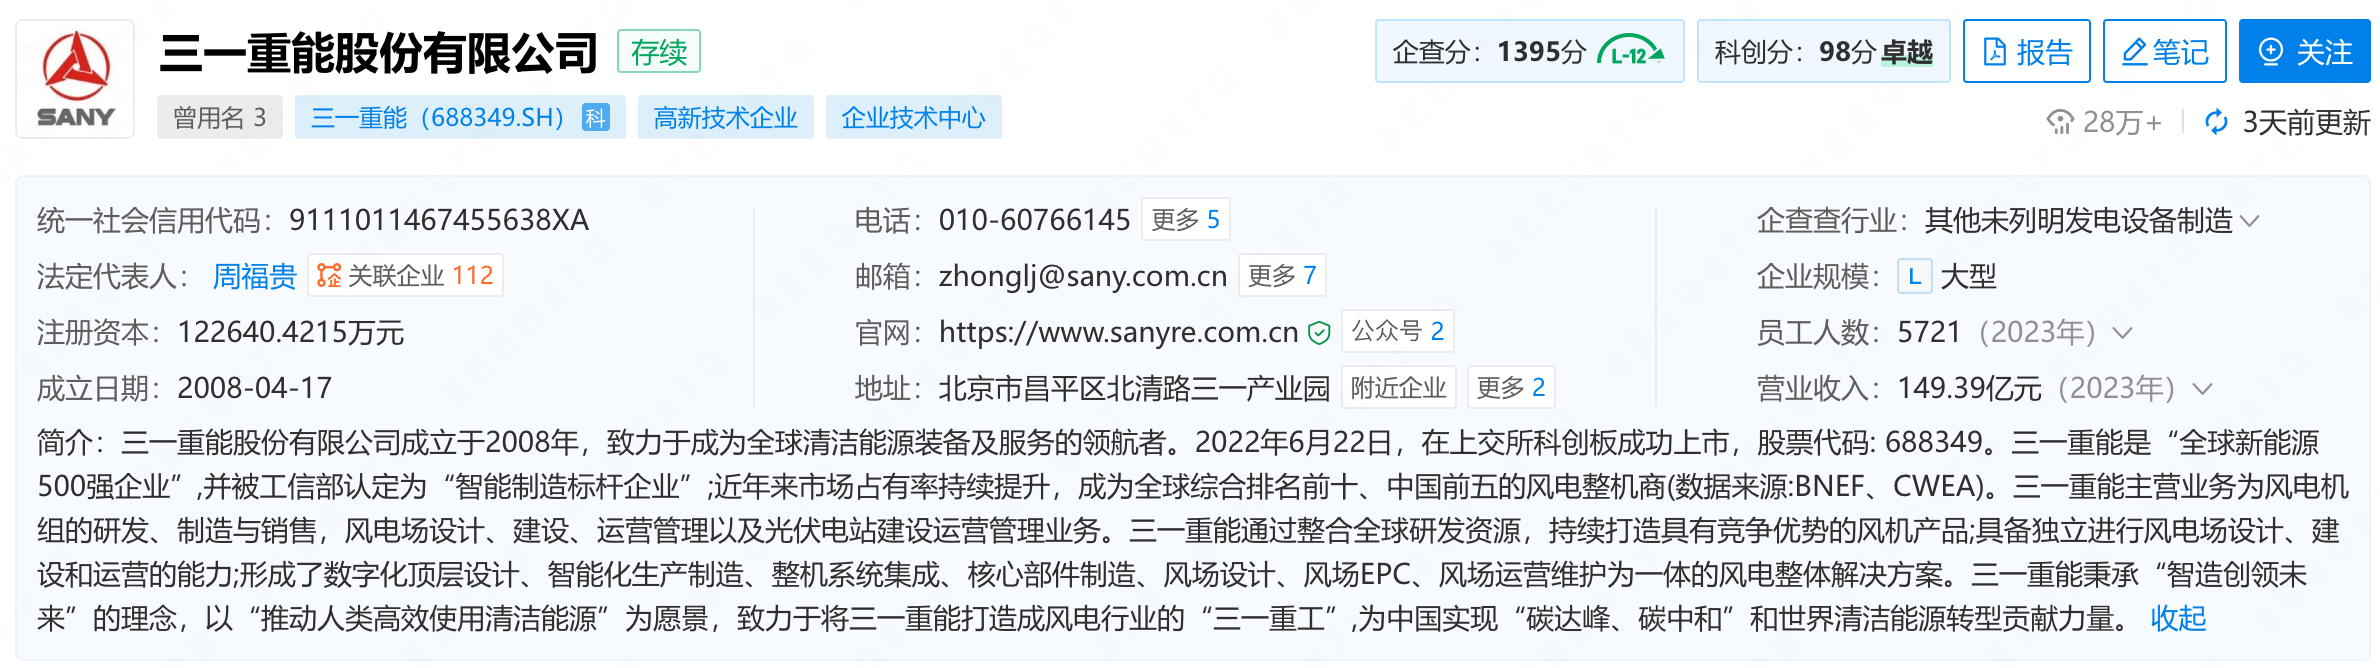 三一重能股份有限公司 存续 企查分：1395分 L-12 科创分：98分 卓越 报告 笔记 关注
SANY
曾用名 3 三一重能（688349.SH） 科 高新技术企业 企业技术中心 28万+ 3天前更新
统一社会信用代码：9111011467455638XA 电话：010-60766145 更多 5 企查查行业：其他未列明发电设备制造
法定代表人：周福贵 企 关联企业 112 邮箱：zhonglj@sany.com.cn 更多 7 企业规模：L 大型
注册资本：122640.4215万元 官网：https://www.sanyre.com.cn 公众号 2 员工人数：5721（2023年）
成立日期：2008-04-17 地址：北京市昌平区北清路三一产业园 附近企业 更多 2 营业收入：149.39亿元（2023年）
简介：三一重能股份有限公司成立于2008年，致力于成为全球清洁能源装备及服务的领航者。2022年6月22日，在上交所科创板成功上市，股票代码: 688349。三一重能是“全球新能源
500强企业”,并被工信部认定为“智能制造标杆企业”;近年来市场占有率持续提升，成为全球综合排名前十、中国前五的风电整机商(数据来源:BNEF、CWEA)。三一重能主营业务为风电机
组的研发、制造与销售，风电场设计、建设、运营管理以及光伏电站建设运营管理业务。三一重能通过整合全球研发资源，持续打造具有竞争优势的风机产品;具备独立进行风电场设计、建
设和运营的能力;形成了数字化顶层设计、智能化生产制造、整机系统集成、核心部件制造、风场设计、风场EPC、风场运营维护为一体的风电整体解决方案。三一重能秉承“智造创领未
来”的理念，以“推动人类高效使用清洁能源”为愿景，致力于将三一重能打造成风电行业的“三一重工”,为中国实现“碳达峰、碳中和”和世界清洁能源转型贡献力量。 收起